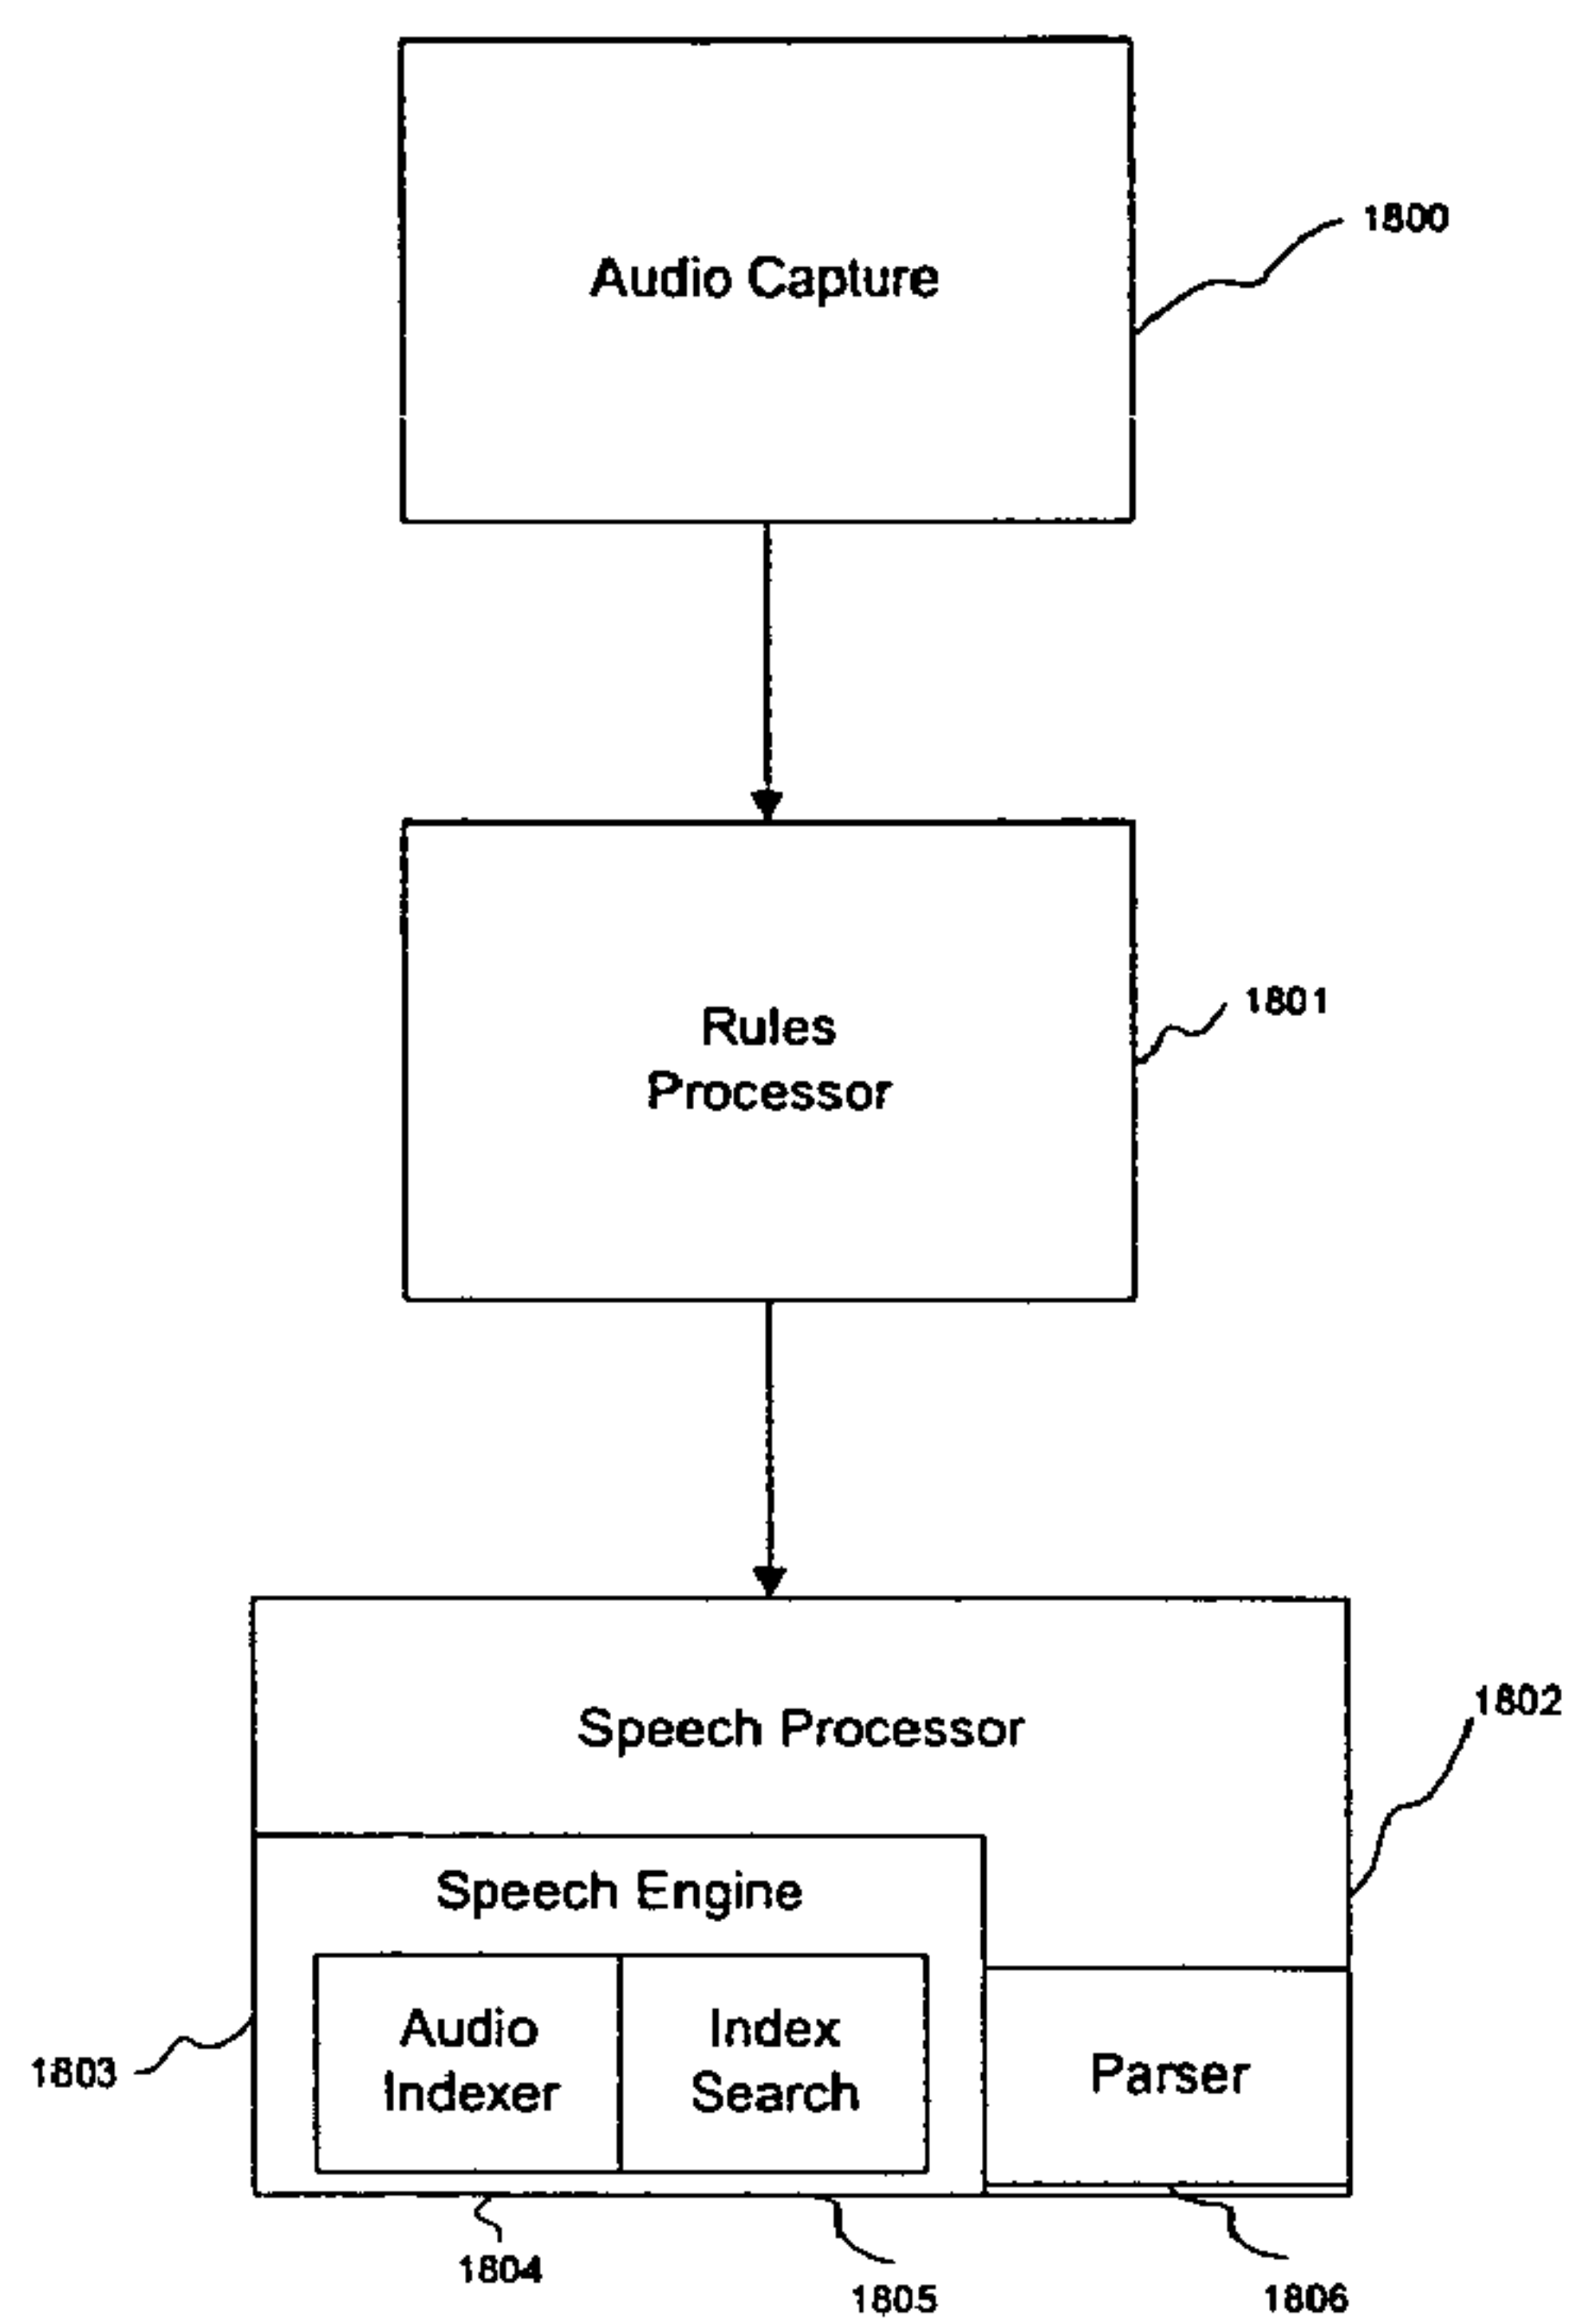 Audio Capture
1800
Rules
Processor
1801
Speech Processor
1802
Speech Engine
Audio
Indexer
Index
Search
Parser
1803
1804
1805
1806